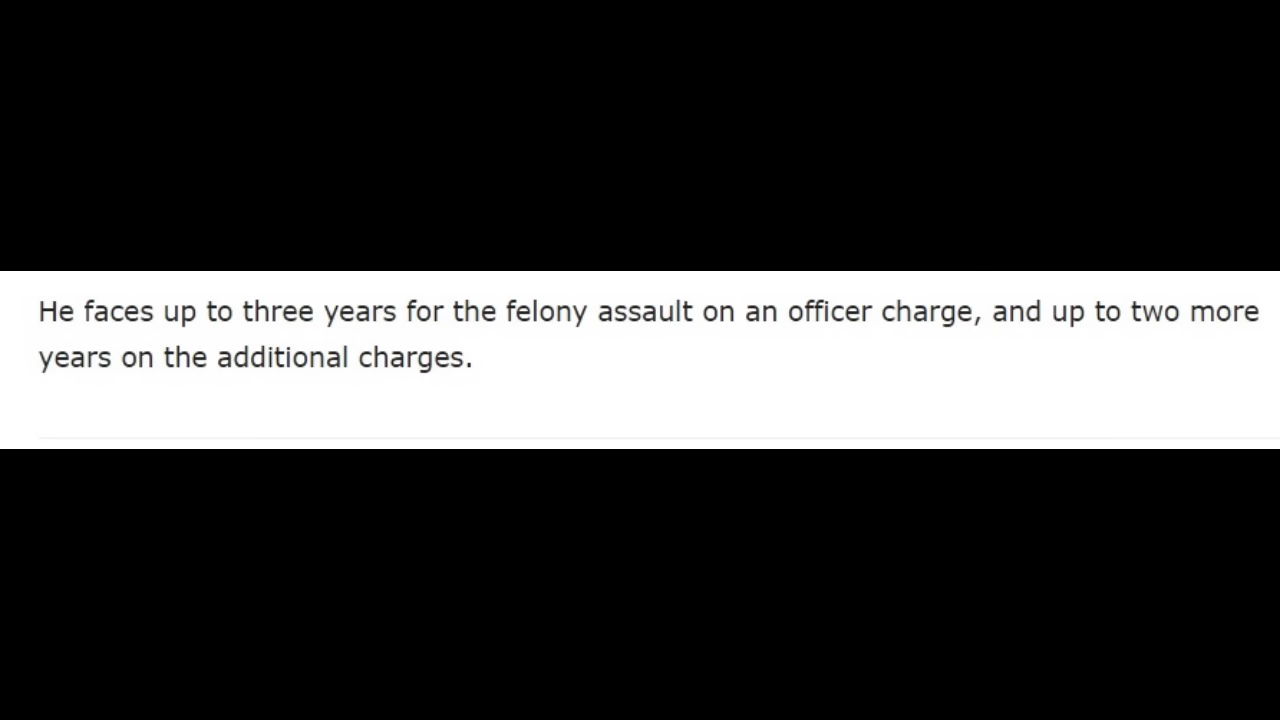 He faces up to three years for the felony assault on an officer charge, and up to two more
years on the additional charges.